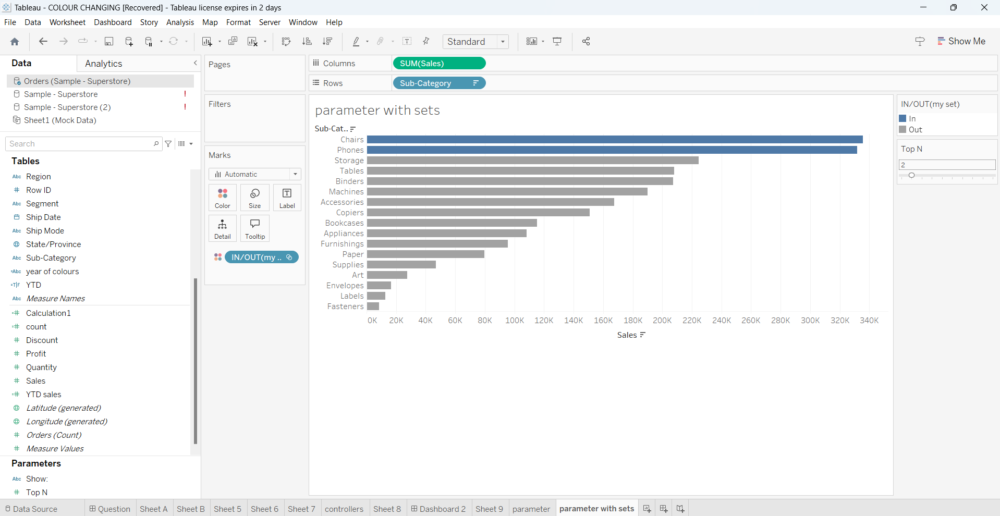 Tableau - COLOUR CHANGING [Recovered] - Tableau license expires in 2 days
File Data Worksheet Dashboard Story Analysis Map Format Server Window Help
Standard
Show Me
Data
Analytics
Orders (Sample - Superstore)
Sample - Superstore !
Sample - Superstore (2) !
Sheet1 (Mock Data)
Search
Tables
Abc Region
# Row ID
Abc Segment
Ship Date
Abc Ship Mode
State/Province
Abc Sub-Category
=Abc year of colours
=T|F YTD
Abc Measure Names
=# Calculation1
=# count
# Discount
# Profit
# Quantity
# Sales
=# YTD sales
Latitude (generated)
Longitude (generated)
# Orders (Count)
# Measure Values
Parameters
Abc Show:
# Top N
Pages
Filters
Marks
Automatic
Color
Size
Label
Detail
Tooltip
IN/OUT(my ..
Columns
SUM(Sales)
Rows
Sub-Category
parameter with sets
Sub-Cat..
Chairs
Phones
Storage
Tables
Binders
Machines
Accessories
Copiers
Bookcases
Appliances
Furnishings
Paper
Supplies
Art
Envelopes
Labels
Fasteners
0K 20K 40K 60K 80K 100K 120K 140K 160K 180K 200K 220K 240K 260K 280K 300K 320K 340K
Sales
IN/OUT(my set)
In
Out
Top N
2
Data Source
Question
Sheet A
Sheet B
Sheet 5
Sheet 6
Sheet 7
controllers
Sheet 8
Dashboard 2
Sheet 9
parameter
parameter with sets